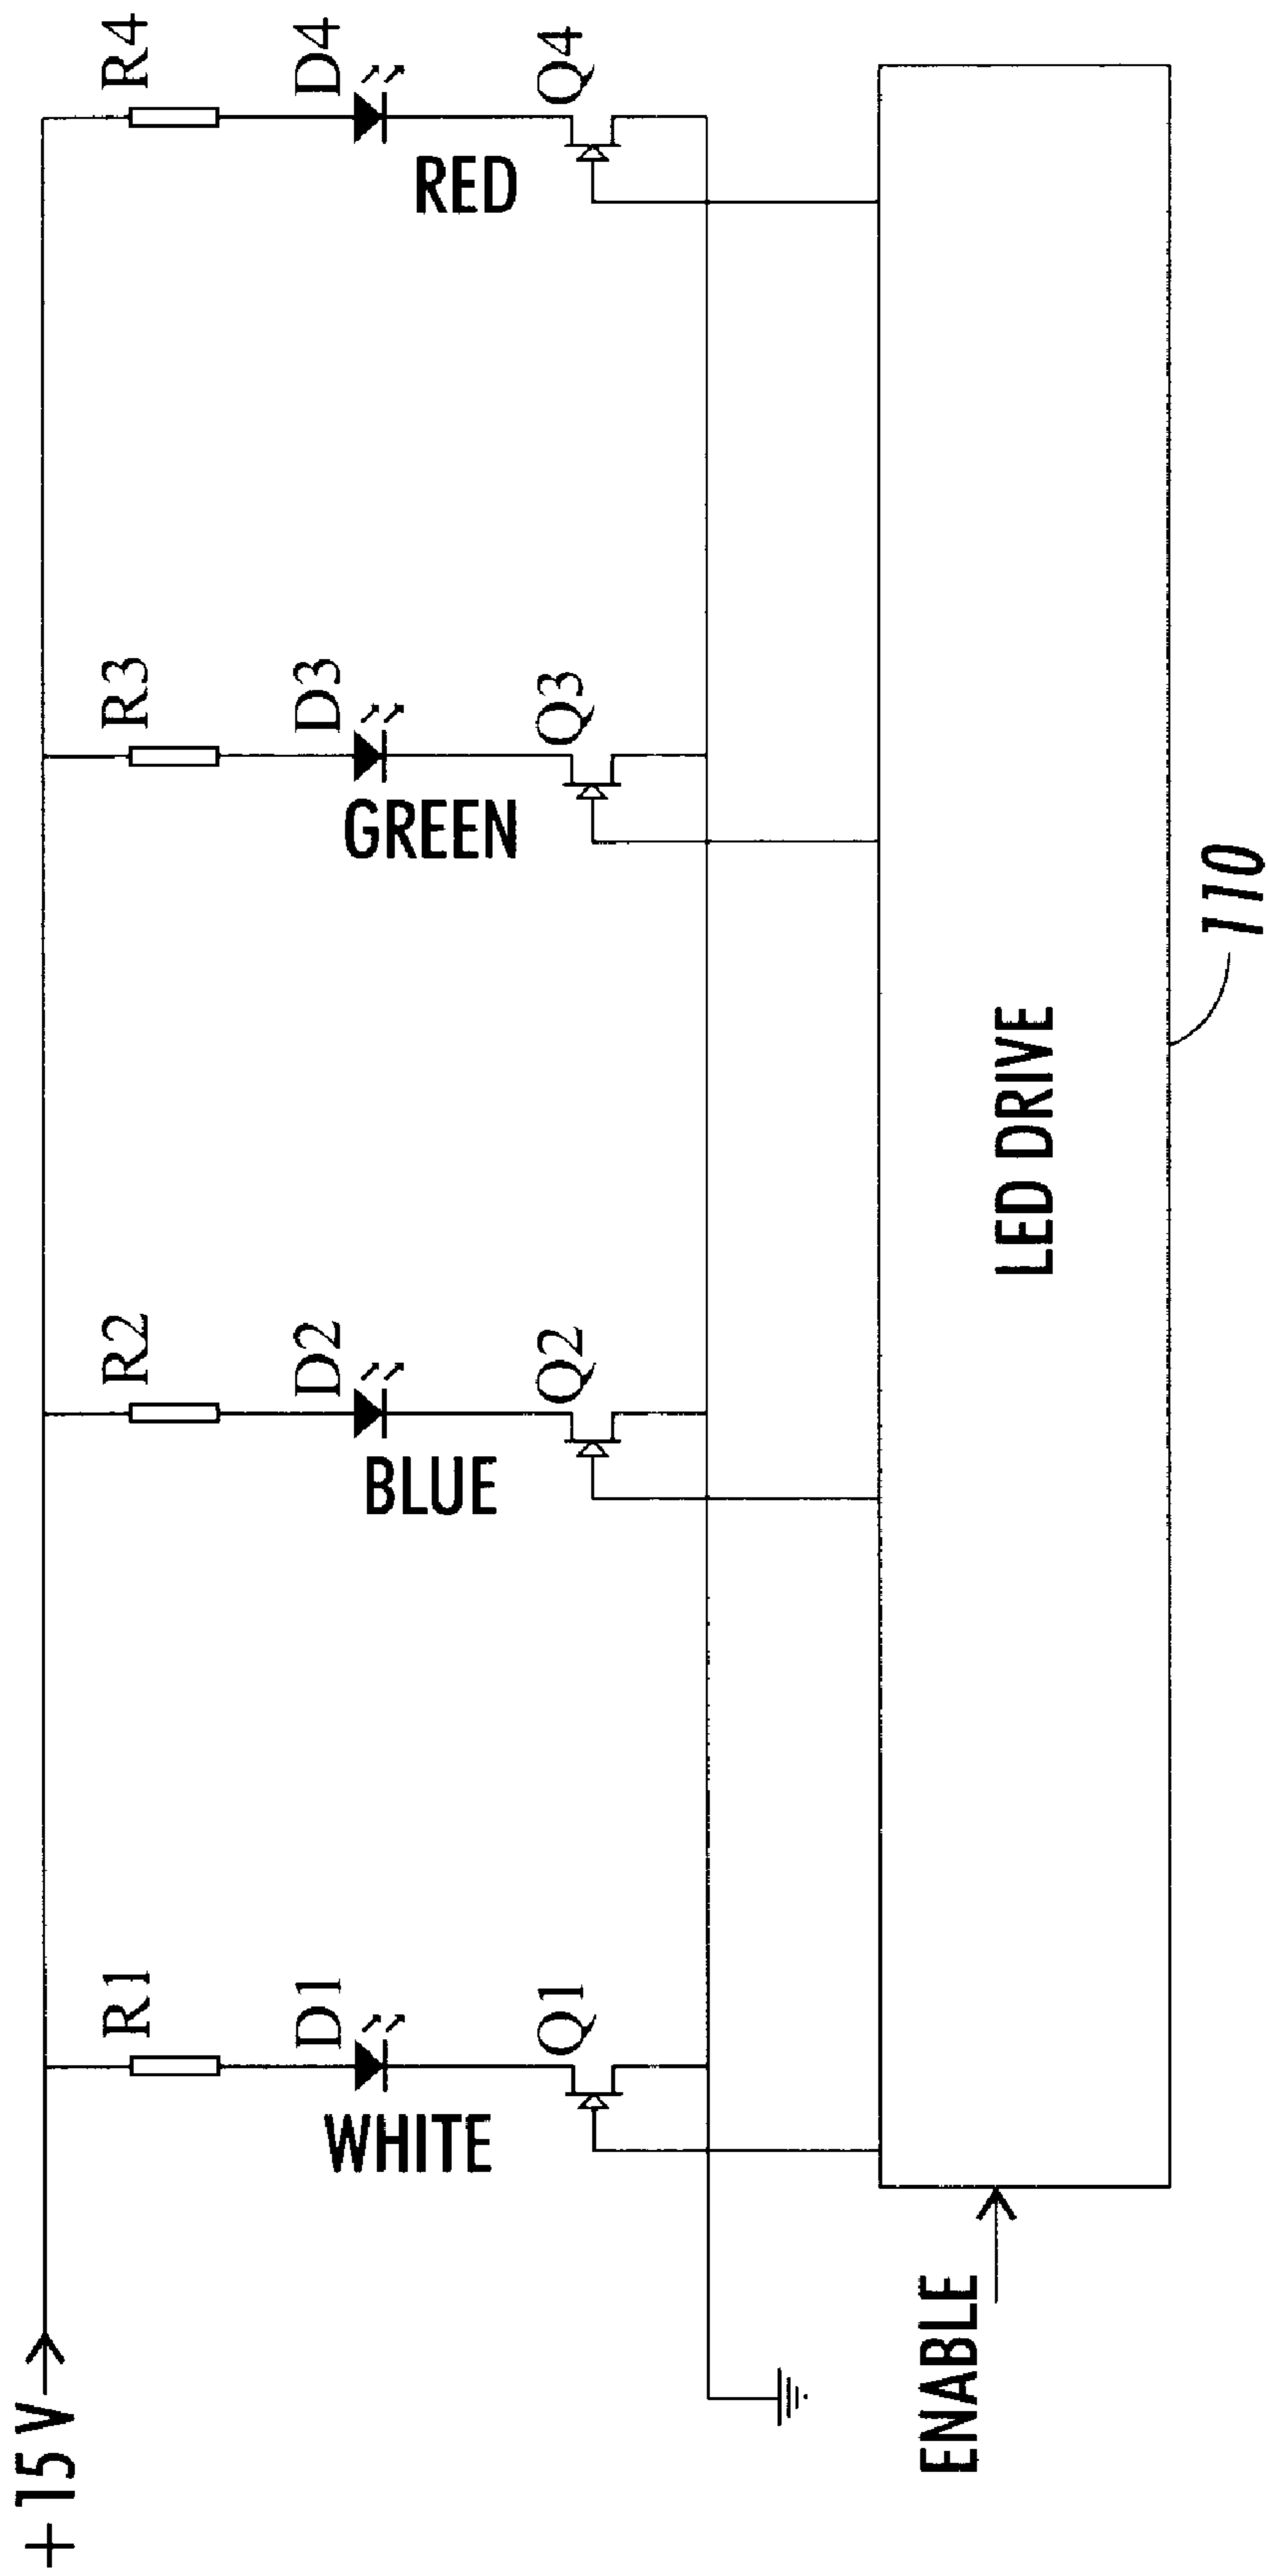 +15 V
R1
R2
R3
R4
D1
D2
D3
D4
WHITE
BLUE
GREEN
RED
Q1
Q2
Q3
Q4
ENABLE
LED DRIVE
110